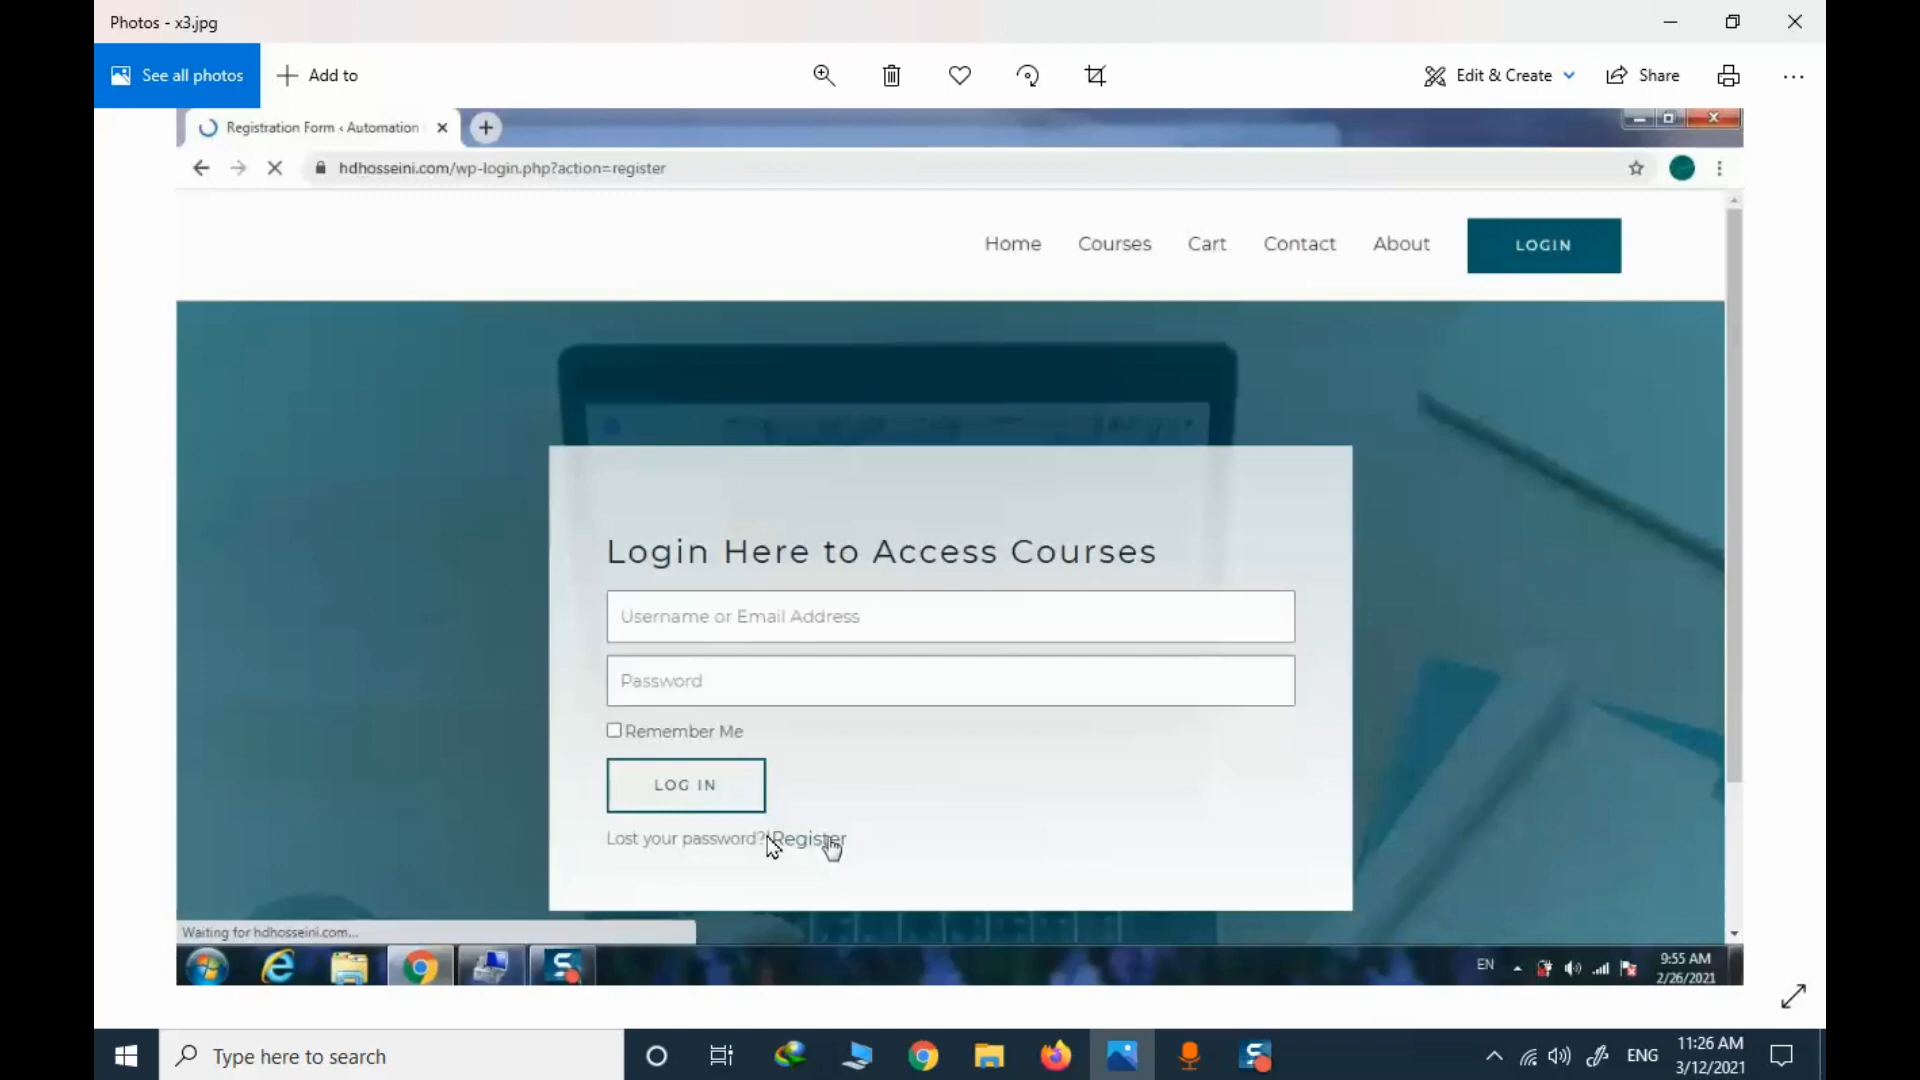 Photos - x3.jpg
See all photos
Add to
Edit & Create
Share
Registration Form ‹ Automation
hdhosseini.com/wp-login.php?action=register
Home
Courses
Cart
Contact
About
LOGIN
Login Here to Access Courses
Username or Email Address
Password
Remember Me
LOG IN
Lost your password? Register
Waiting for hdhosseini.com...
EN
9:55 AM
2/26/2021
Type here to search
ENG
11:26 AM
3/12/2021